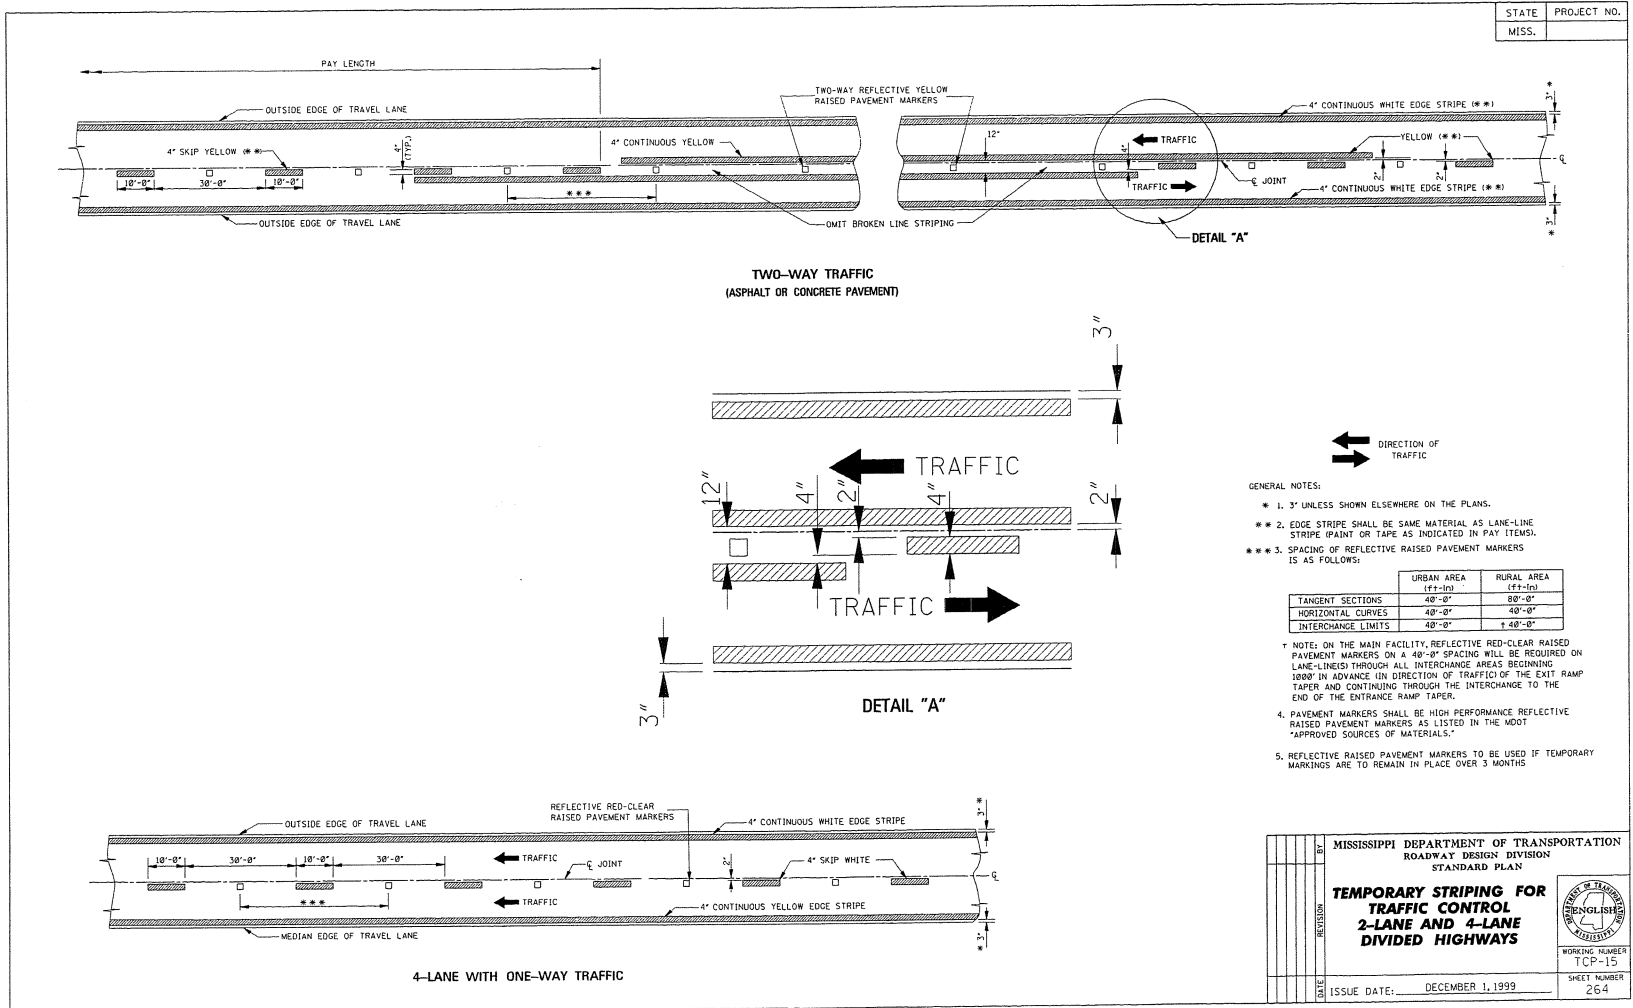 STATE PROJECT NO.
MISS.
PAY LENGTH
OUTSIDE EDGE OF TRAVEL LANE
TWO-WAY REFLECTIVE YELLOW
RAISED PAVEMENT MARKERS
4" CONTINUOUS WHITE EDGE STRIPE (**)
3" *
4" SKIP YELLOW (**)
4"
(TYP.)
4" CONTINUOUS YELLOW
12"
4"
TRAFFIC
YELLOW (**)
℄
10'-0" 30'-0" 10'-0"
***
TRAFFIC
℄ JOINT
2" 2"
4" CONTINUOUS WHITE EDGE STRIPE (**)
OUTSIDE EDGE OF TRAVEL LANE
OMIT BROKEN LINE STRIPING
* 3"
DETAIL "A"
TWO-WAY TRAFFIC
(ASPHALT OR CONCRETE PAVEMENT)
3"
TRAFFIC
12" 4" 2" 4" 2"
TRAFFIC
3"
DETAIL "A"
DIRECTION OF
TRAFFIC
GENERAL NOTES:
* 1. 3" UNLESS SHOWN ELSEWHERE ON THE PLANS.
** 2. EDGE STRIPE SHALL BE SAME MATERIAL AS LANE-LINE
STRIPE (PAINT OR TAPE AS INDICATED IN PAY ITEMS).
*** 3. SPACING OF REFLECTIVE RAISED PAVEMENT MARKERS
IS AS FOLLOWS:
URBAN AREA (ft-in) RURAL AREA (ft-in)
TANGENT SECTIONS 40'-0" 80'-0"
HORIZONTAL CURVES 40'-0" 40'-0"
INTERCHANGE LIMITS 40'-0" † 40'-0"
† NOTE: ON THE MAIN FACILITY, REFLECTIVE RED-CLEAR RAISED
PAVEMENT MARKERS ON A 40'-0" SPACING WILL BE REQUIRED ON
LANE-LINE(S) THROUGH ALL INTERCHANGE AREAS BEGINNING
1000' IN ADVANCE (IN DIRECTION OF TRAFFIC) OF THE EXIT RAMP
TAPER AND CONTINUING THROUGH THE INTERCHANGE TO THE
END OF THE ENTRANCE RAMP TAPER.
4. PAVEMENT MARKERS SHALL BE HIGH PERFORMANCE REFLECTIVE
RAISED PAVEMENT MARKERS AS LISTED IN THE MDOT
"APPROVED SOURCES OF MATERIALS."
5. REFLECTIVE RAISED PAVEMENT MARKERS TO BE USED IF TEMPORARY
MARKINGS ARE TO REMAIN IN PLACE OVER 3 MONTHS
REFLECTIVE RED-CLEAR
RAISED PAVEMENT MARKERS
OUTSIDE EDGE OF TRAVEL LANE
4" CONTINUOUS WHITE EDGE STRIPE
3" *
10'-0" 30'-0" 10'-0" 30'-0"
TRAFFIC
℄ JOINT
2"
4" SKIP WHITE
℄
***
TRAFFIC
4" CONTINUOUS YELLOW EDGE STRIPE
MEDIAN EDGE OF TRAVEL LANE
* 3"
4-LANE WITH ONE-WAY TRAFFIC
BY
REVISION
DATE
MISSISSIPPI DEPARTMENT OF TRANSPORTATION
ROADWAY DESIGN DIVISION
STANDARD PLAN
TEMPORARY STRIPING FOR
TRAFFIC CONTROL
2-LANE AND 4-LANE
DIVIDED HIGHWAYS
DEPARTMENT OF TRANSPORTATION
ENGLISH
MISSISSIPPI
WORKING NUMBER
TCP-15
SHEET NUMBER
264
ISSUE DATE: DECEMBER 1, 1999